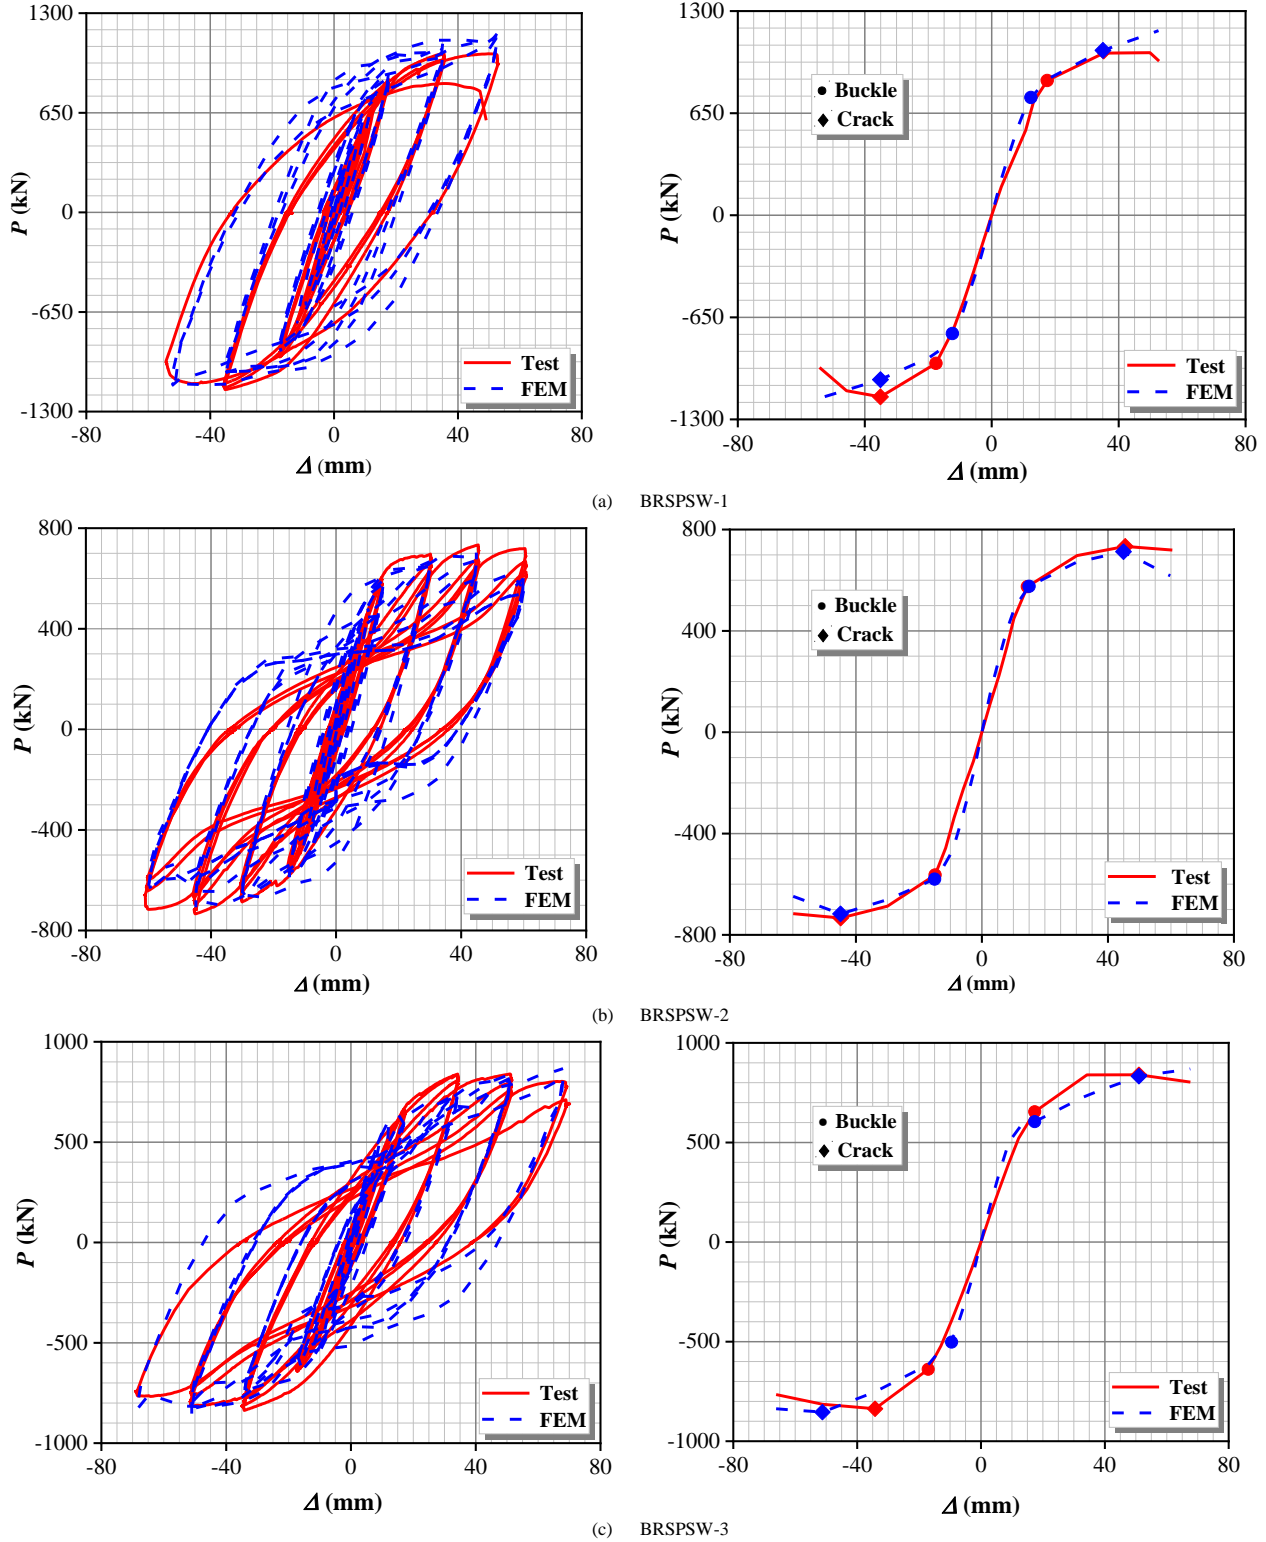 1300
650
0
-650
-1300
P (kN)
-80 -40 0 40 80
Δ (mm)
Test
FEM
1300
650
0
-650
-1300
P (kN)
-80 -40 0 40 80
Δ (mm)
Buckle
Crack
Test
FEM
(a) BRSPSW-1
800
400
0
-400
-800
P (kN)
-80 -40 0 40 80
Δ (mm)
Test
FEM
800
400
0
-400
-800
P (kN)
-80 -40 0 40 80
Δ (mm)
Buckle
Crack
Test
FEM
(b) BRSPSW-2
1000
500
0
-500
-1000
P (kN)
-80 -40 0 40 80
Δ (mm)
Test
FEM
1000
500
0
-500
-1000
P (kN)
-80 -40 0 40 80
Δ (mm)
Buckle
Crack
Test
FEM
(c) BRSPSW-3